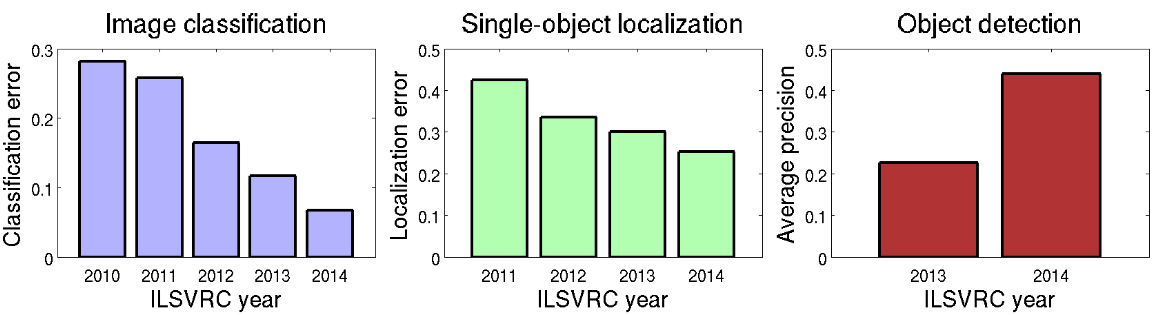 Image classification
Classification error
0.3
0.2
0.1
0
2010 2011 2012 2013 2014
ILSVRC year
Single-object localization
Localization error
0.5
0.4
0.3
0.2
0.1
0
2011 2012 2013 2014
ILSVRC year
Object detection
Average precision
0.5
0.4
0.3
0.2
0.1
0
2013 2014
ILSVRC year